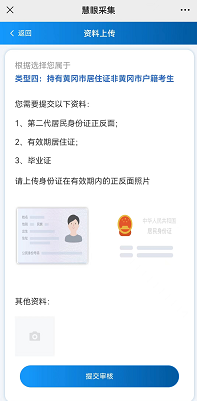 慧眼采集
返回
资料上传
根据选择您属于
类型四：持有黄冈市居住证非黄冈市户籍考生
您需要提交以下资料：
1、第二代居民身份证正反面；
2、有效期居住证；
3、毕业证
请上传身份证在有效期内的正反面照片
中华人民共和国
居民身份证
其他资料：
提交审核